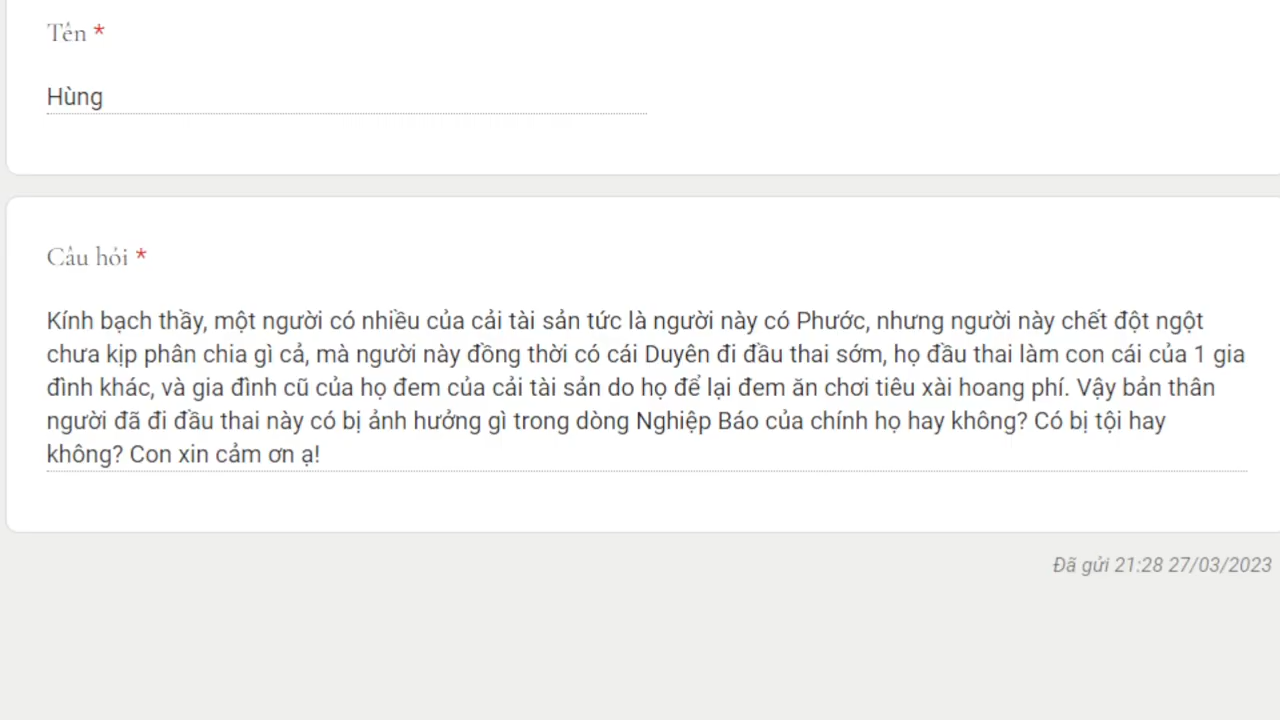 Tên *
Hùng
Câu hỏi *
Kính bạch thầy, một người có nhiều của cải tài sản tức là người này có Phước, nhưng người này chết đột ngột
chưa kịp phân chia gì cả, mà người này đồng thời có cái Duyên đi đầu thai sớm, họ đầu thai làm con cái của 1 gia
đình khác, và gia đình cũ của họ đem của cải tài sản do họ để lại đem ăn chơi tiêu xài hoang phí. Vậy bản thân
người đã đi đầu thai này có bị ảnh hưởng gì trong dòng Nghiệp Báo của chính họ hay không? Có bị tội hay
không? Con xin cảm ơn ạ!
Đã gửi 21:28 27/03/2023